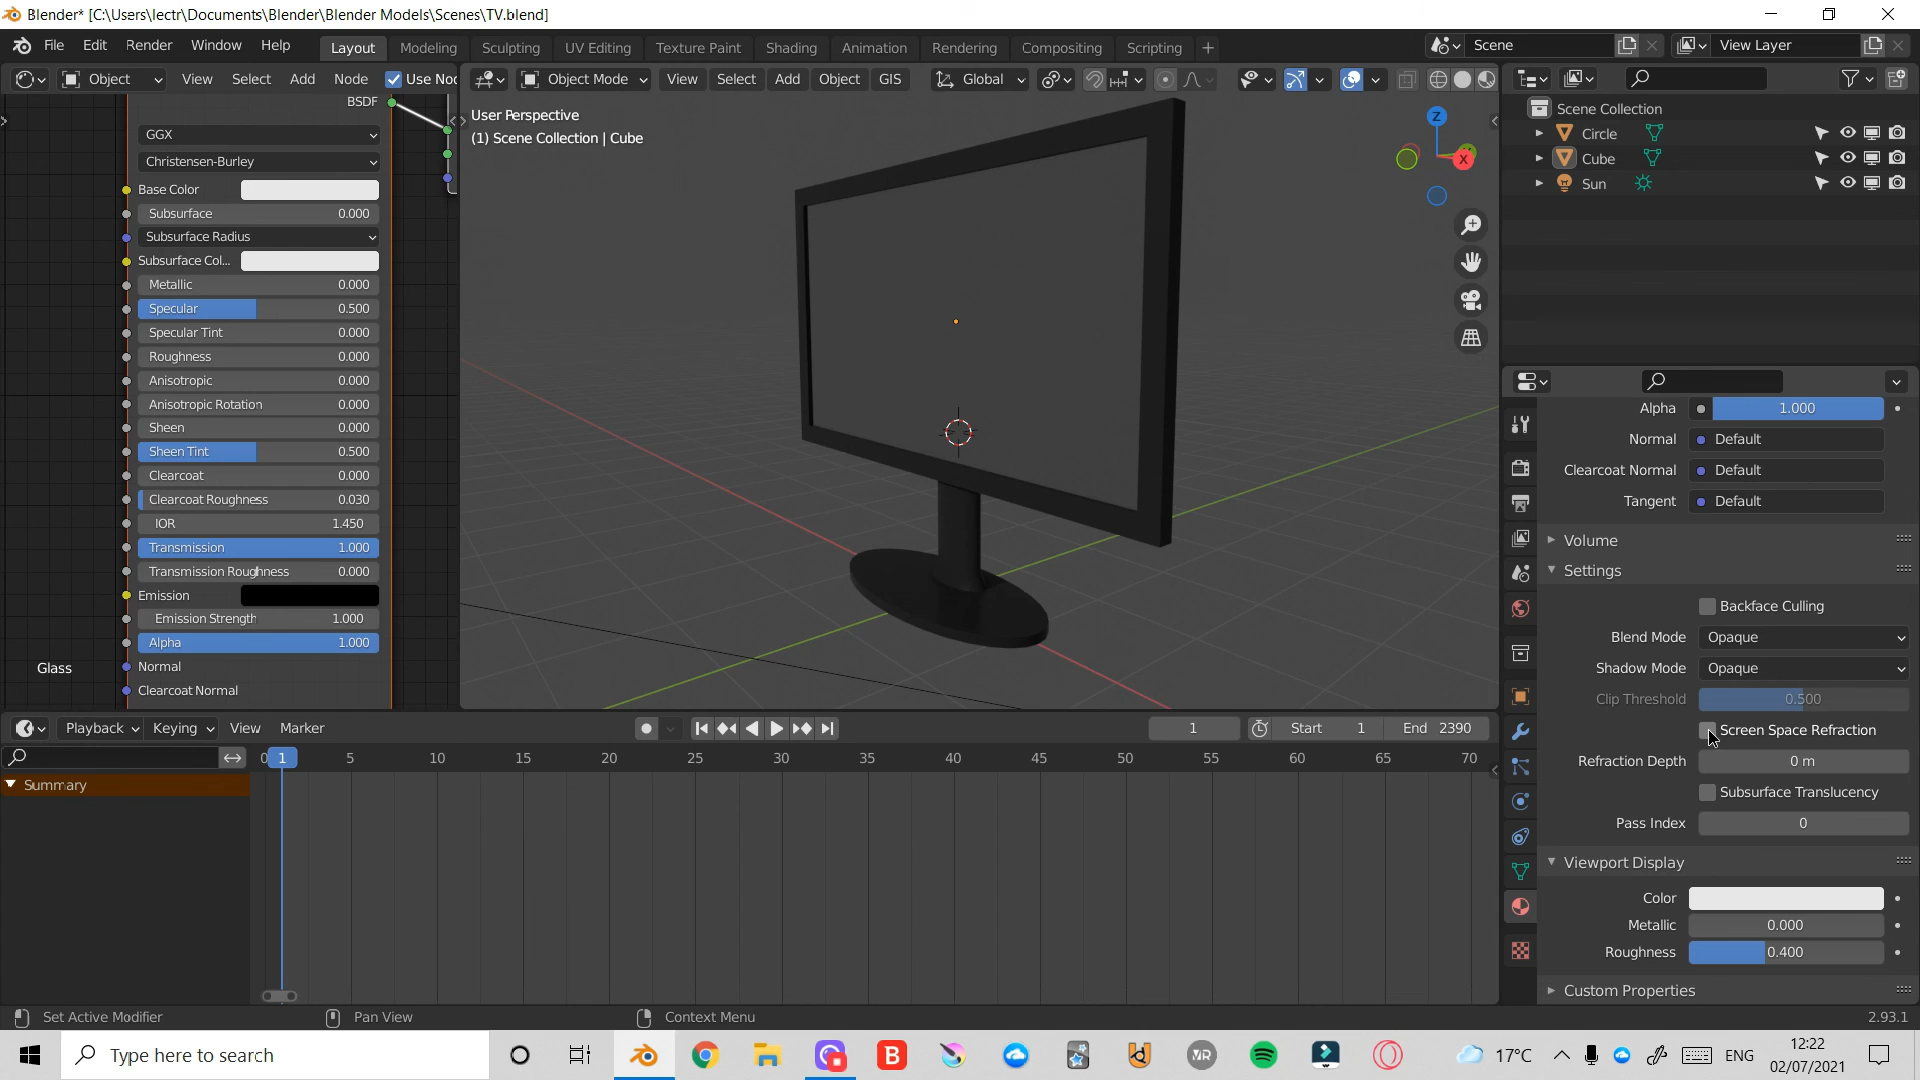 Blender* [C:\Users\lectr\Documents\Blender\Blender Models\Scenes\TV.blend]
File Edit Render Window Help
Layout Modeling Sculpting UV Editing Texture Paint Shading Animation Rendering Compositing Scripting +
Scene
View Layer
Object View Select Add Node Use Noc
Object Mode View Select Add Object GIS Global
BSDF
GGX
Christensen-Burley
Base Color
Subsurface 0.000
Subsurface Radius
Subsurface Col...
Metallic 0.000
Specular 0.500
Specular Tint 0.000
Roughness 0.000
Anisotropic 0.000
Anisotropic Rotation 0.000
Sheen 0.000
Sheen Tint 0.500
Clearcoat 0.000
Clearcoat Roughness 0.030
IOR 1.450
Transmission 1.000
Transmission Roughness 0.000
Emission
Emission Strength 1.000
Alpha 1.000
Normal
Clearcoat Normal
Glass
User Perspective
(1) Scene Collection | Cube
Z
X
Scene Collection
Circle
Cube
Sun
Alpha 1.000
Normal Default
Clearcoat Normal Default
Tangent Default
Volume
Settings
Backface Culling
Blend Mode Opaque
Shadow Mode Opaque
Clip Threshold 0.500
Screen Space Refraction
Refraction Depth 0 m
Subsurface Translucency
Pass Index 0
Viewport Display
Color
Metallic 0.000
Roughness 0.400
Custom Properties
Playback Keying View Marker
1 Start 1 End 2390
0 1 5 10 15 20 25 30 35 40 45 50 55 60 65 70
Summary
Set Active Modifier Pan View Context Menu 2.93.1
Type here to search
B
VR
17°C
ENG
12:22
02/07/2021